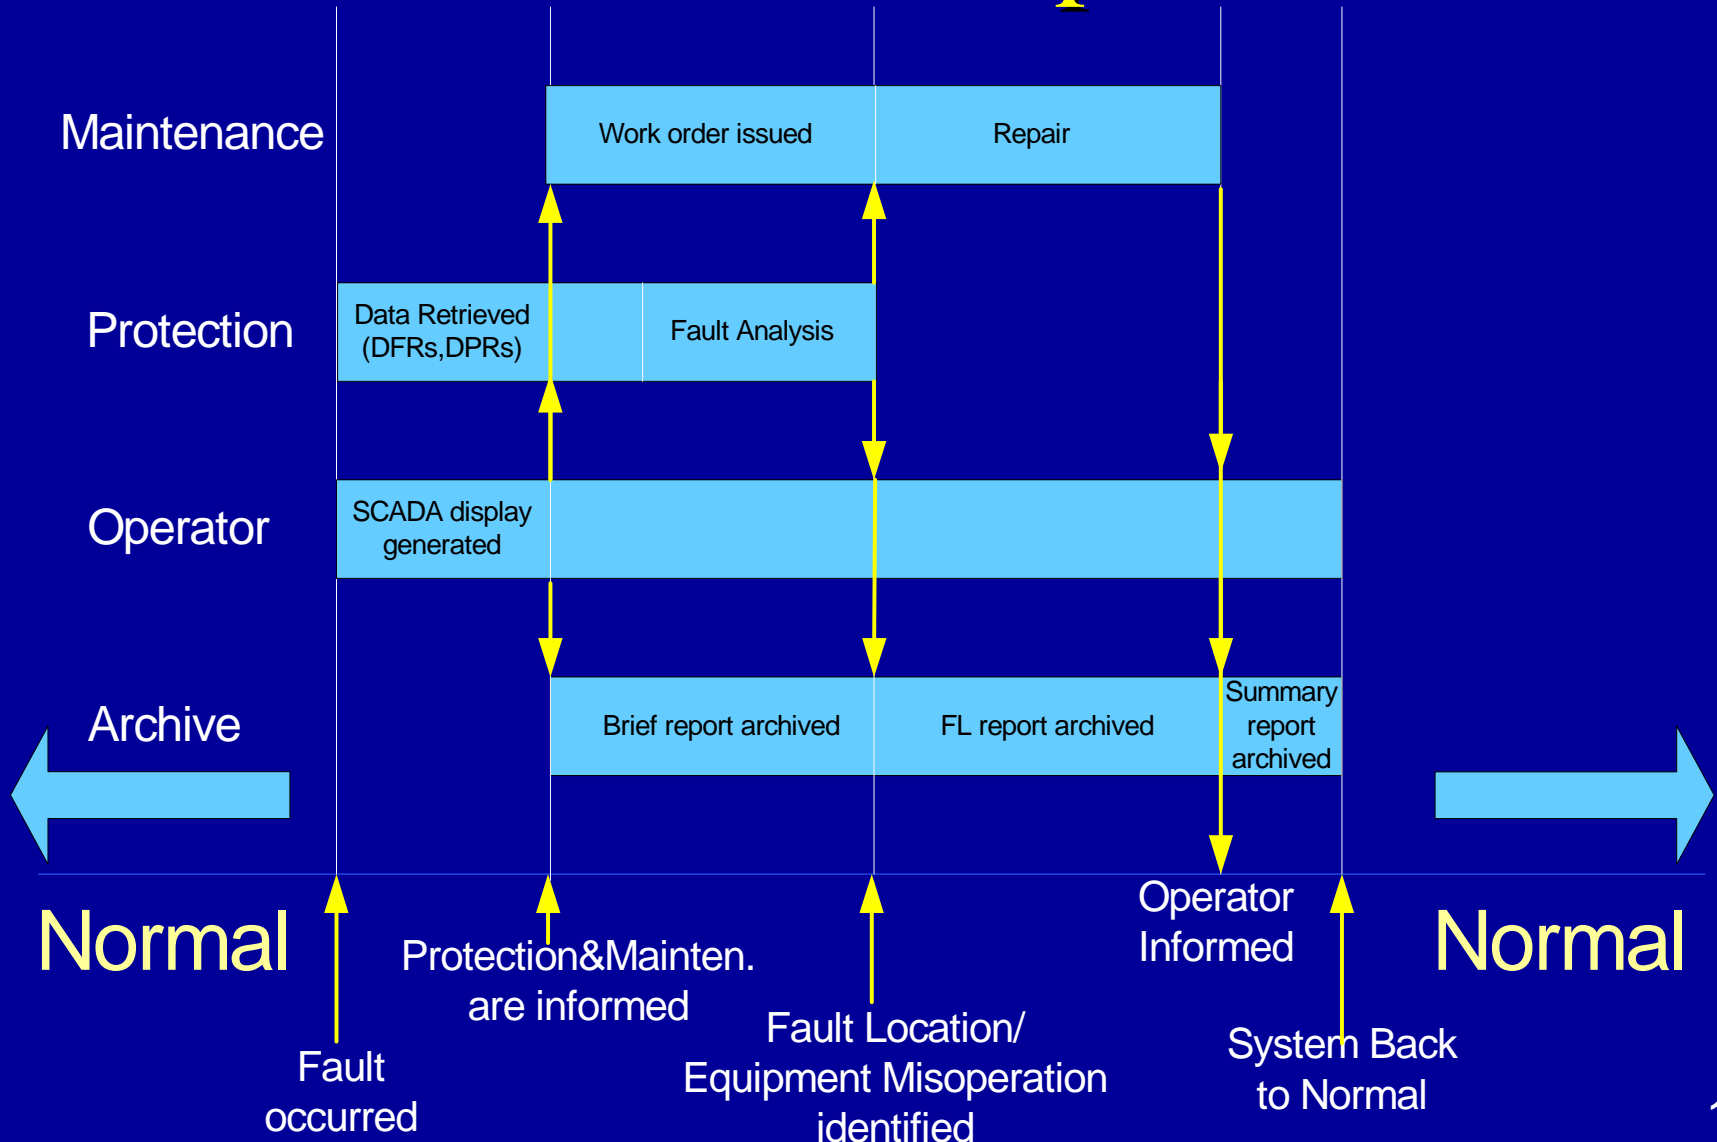 Maintenance
Work order issued
Repair
Protection
Data Retrieved
(DFRs,DPRs)
Fault Analysis
Operator
SCADA display
generated
Archive
Brief report archived
FL report archived
Summary
report
archived
Normal
Fault
occurred
Protection&Mainten.
are informed
Fault Location/
Equipment Misoperation
identified
Operator
Informed
System Back
to Normal
Normal